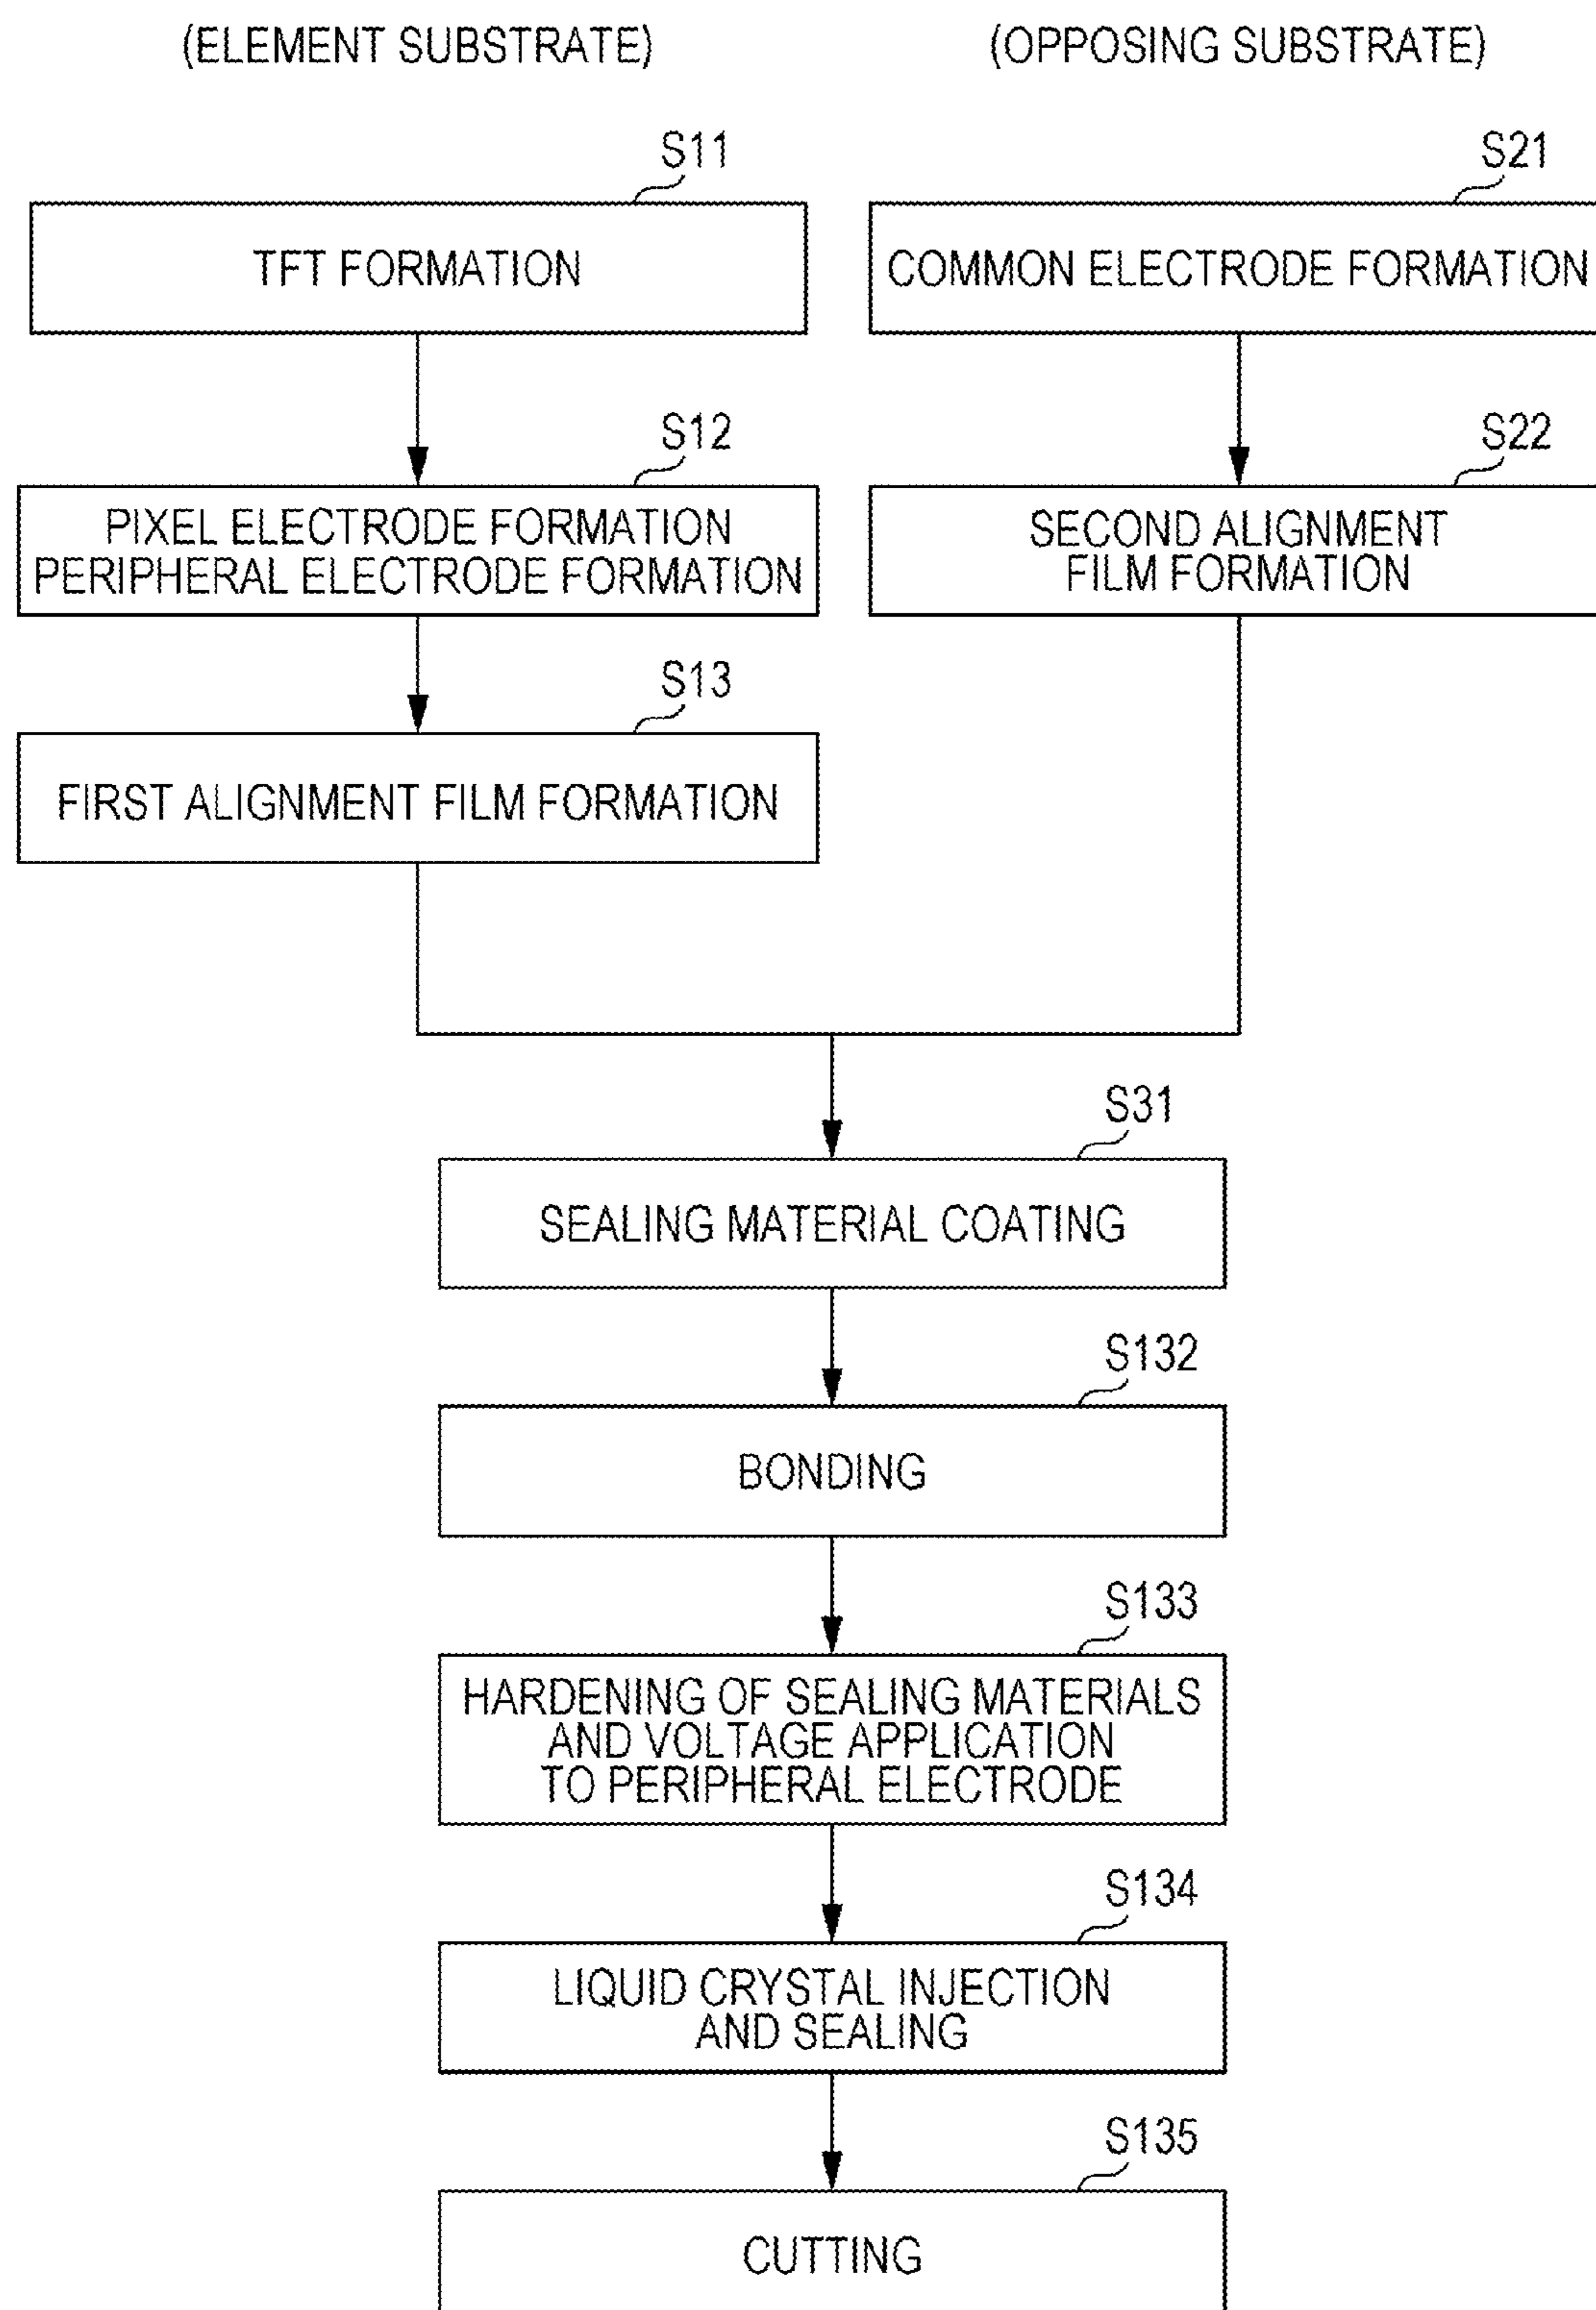 (ELEMENT SUBSTRATE)
(OPPOSING SUBSTRATE)
S11
TFT FORMATION
S21
COMMON ELECTRODE FORMATION
S12
PIXEL ELECTRODE FORMATION
PERIPHERAL ELECTRODE FORMATION
S22
SECOND ALIGNMENT
FILM FORMATION
S13
FIRST ALIGNMENT FILM FORMATION
S31
SEALING MATERIAL COATING
S132
BONDING
S133
HARDENING OF SEALING MATERIALS
AND VOLTAGE APPLICATION
TO PERIPHERAL ELECTRODE
S134
LIQUID CRYSTAL INJECTION
AND SEALING
S135
CUTTING